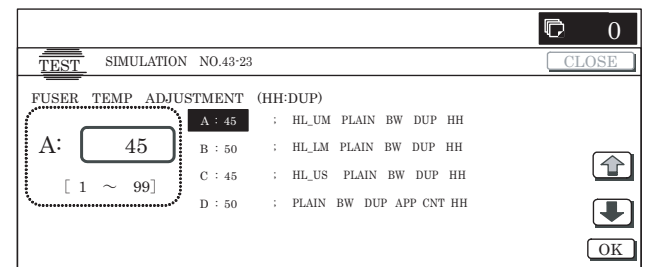 0
TEST SIMULATION NO.43-23 CLOSE
FUSER TEMP ADJUSTMENT (HH:DUP)
A: 45
[ 1 ~ 99]
A : 45 ; HL_UM PLAIN BW DUP HH
B : 50 ; HL_LM PLAIN BW DUP HH
C : 45 ; HL_US PLAIN BW DUP HH
D : 50 ; PLAIN BW DUP APP CNT HH
OK